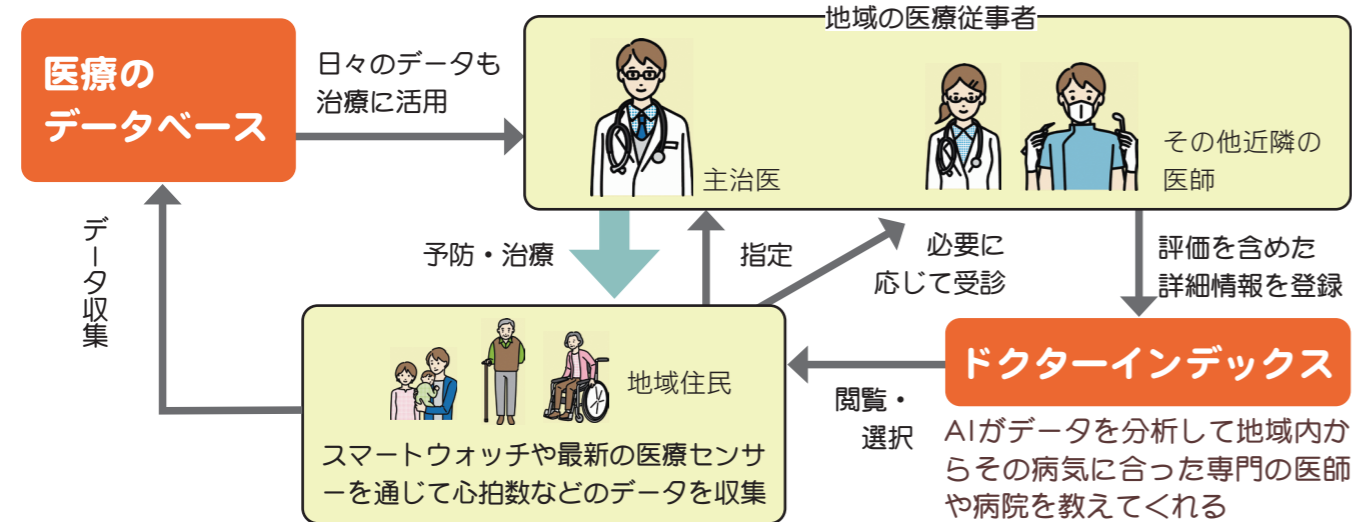 地域の医療従事者
医療の
データベース
日々のデータも
治療に活用
主治医
その他近隣の
医師
データ収集
予防・治療
指定
必要に
応じて受診
評価を含めた
詳細情報を登録
地域住民
スマートウォッチや最新の医療センサ
ーを通じて心拍数などのデータを収集
閲覧・
選択
ドクターインデックス
AIがデータを分析して地域内か
らその病気に合った専門の医師
や病院を教えてくれる